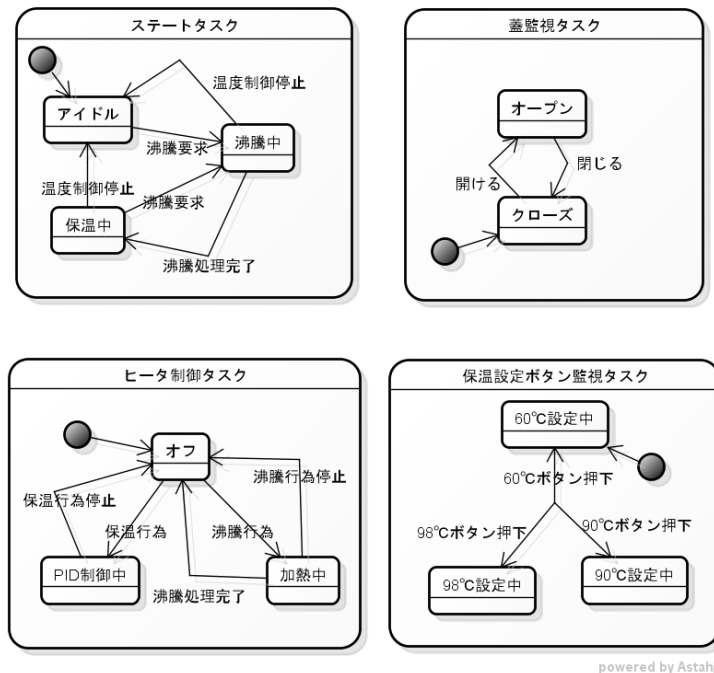 ステートタスク
アイドル
温度制御停止
沸騰要求
沸騰中
温度制御停止
沸騰要求
保温中
沸騰処理完了
蓋監視タスク
オープン
閉じる
開ける
クローズ
ヒータ制御タスク
オフ
保温行為停止
沸騰行為停止
保温行為
沸騰行為
PID制御中
加熱中
沸騰処理完了
保温設定ボタン監視タスク
60℃設定中
60℃ボタン押下
98℃ボタン押下
90℃ボタン押下
98℃設定中
90℃設定中
powered by Astah